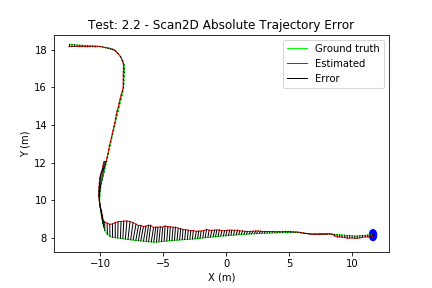 Test: 2.2 - Scan2D Absolute Trajectory Error
Ground truth
Estimated
Error
18
16
14
12
10
8
Y (m)
−10
−5
0
5
10
X (m)